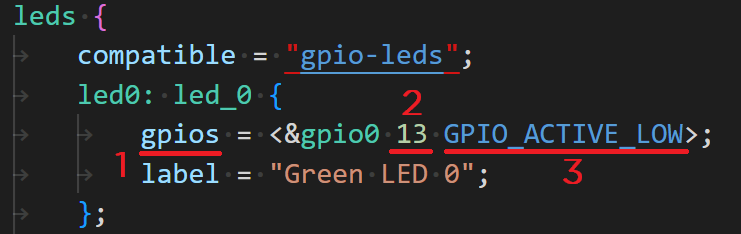 leds {
compatible = "gpio-leds";
led0: led_0 {
2
gpios = <&gpio0 13 GPIO_ACTIVE_LOW>;
1 label = "Green LED 0"; 3
};